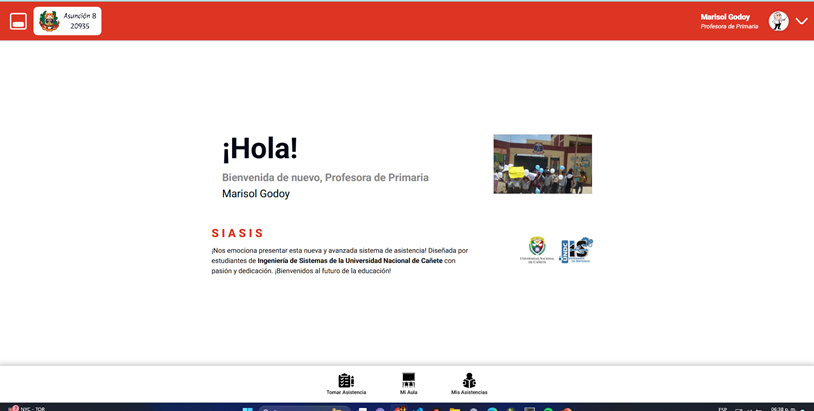 Asunción 8
20935
Marisol Godoy
Profesora de Primaria
¡Hola!
Bienvenida de nuevo, Profesora de Primaria
Marisol Godoy
SIASIS
¡Nos emociona presentar esta nueva y avanzada sistema de asistencia! Diseñada por
estudiantes de Ingeniería de Sistemas de la Universidad Nacional de Cañete con
pasión y dedicación. ¡Bienvenidos al futuro de la educación!
UNIVERSIDAD NACIONAL
DE CAÑETE
UNDC
IS
Tomar Asistencia
Mi Aula
Mis Asistencias
NYC - TOR
ESP
06:38 p. m.